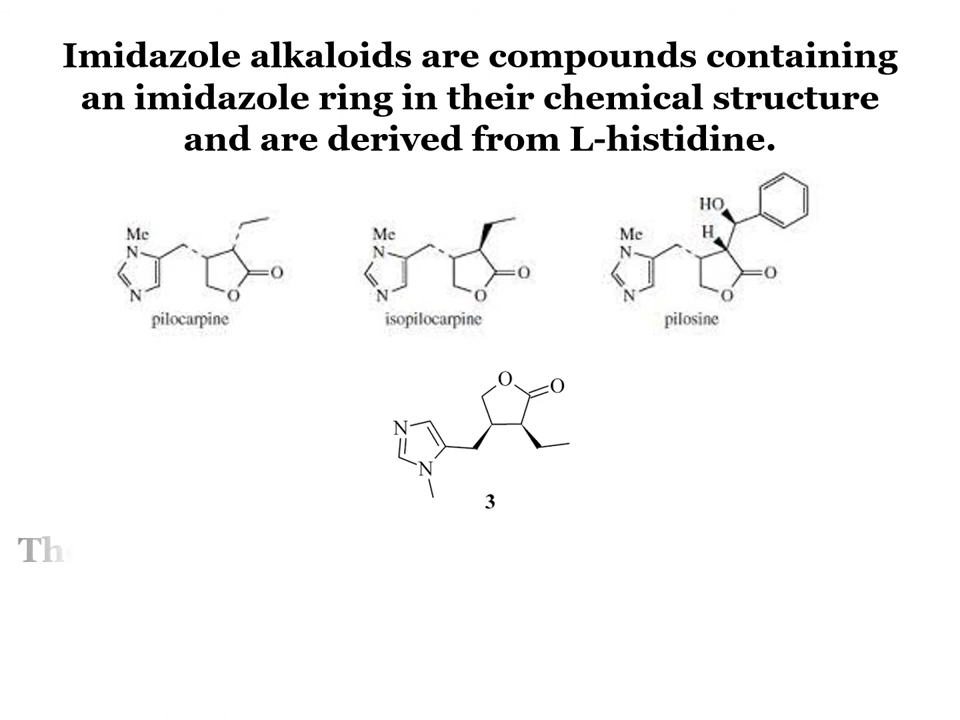 Imidazole alkaloids are compounds containing
an imidazole ring in their chemical structure
and are derived from L-histidine.
Me
N
N
O
O
pilocarpine
Me
N
N
O
O
isopilocarpine
HO
H
Me
N
N
O
O
pilosine
O
O
N
N
3